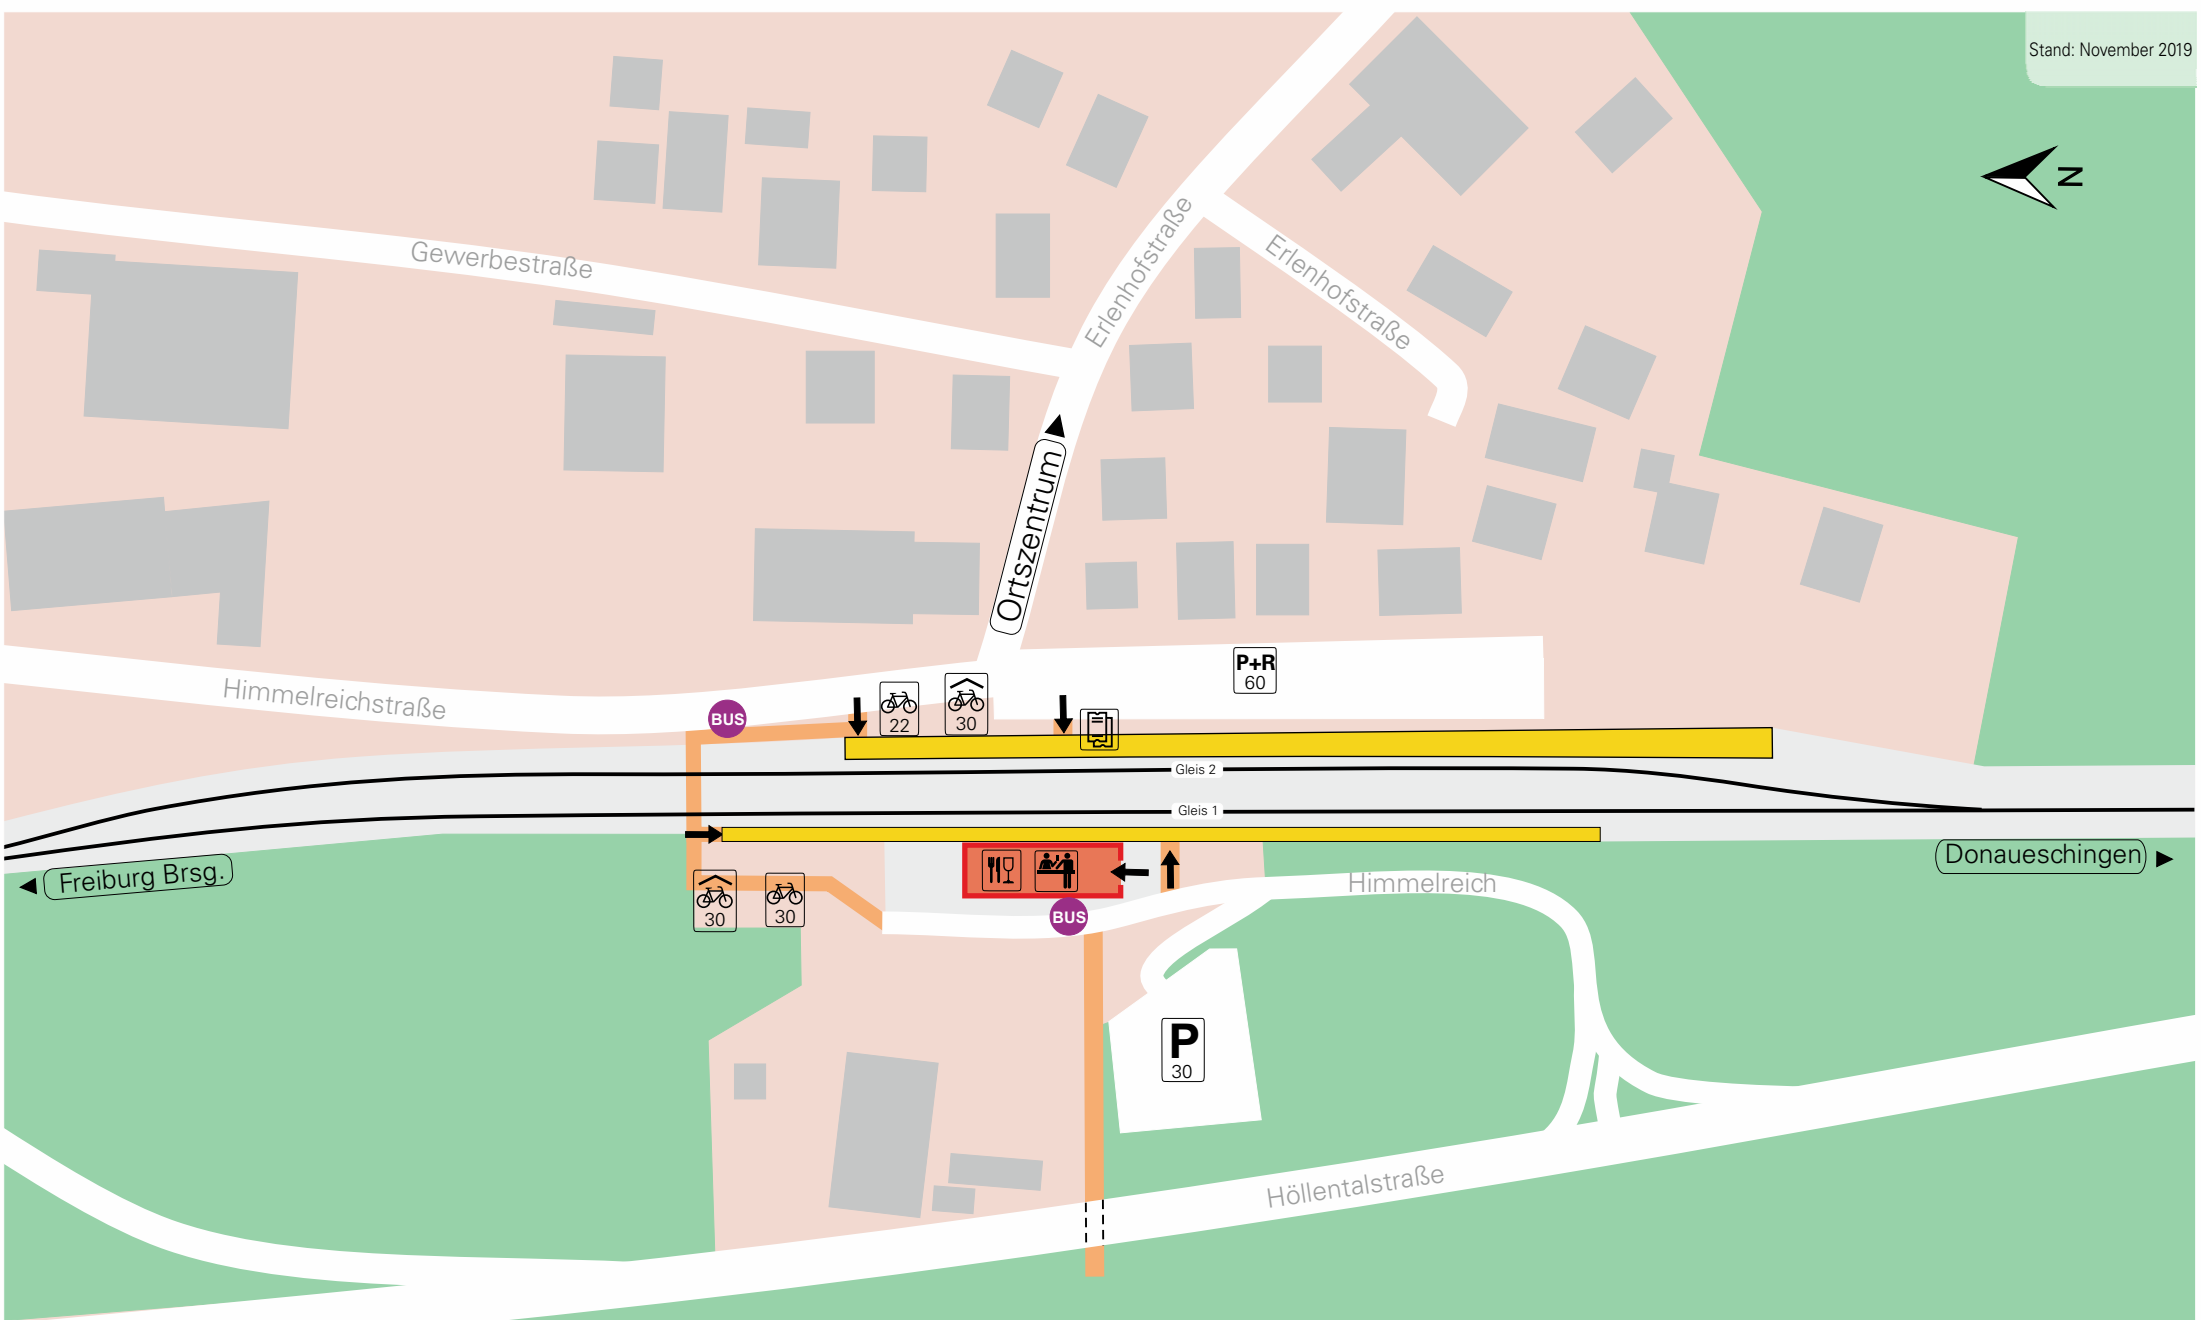 Stand: November 2019
N
Gewerbestraße
Erlenhofstraße
Erlenhofstraße
Ortszentrum
Himmelreichstraße
BUS
22
30
P+R
60
Gleis 2
Gleis 1
Freiburg Brsg.
Donaueschingen
30
30
BUS
Himmelreich
P
30
Höllentalstraße